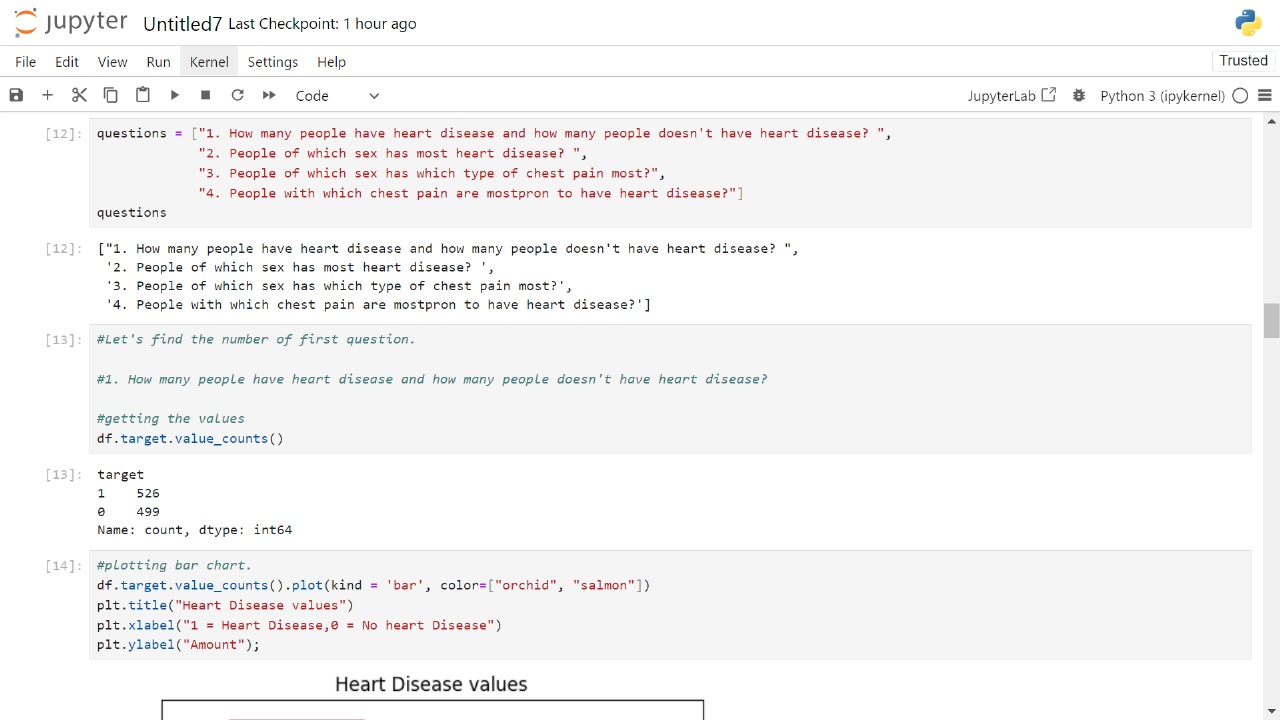 jupyter Untitled7 Last Checkpoint: 1 hour ago
File Edit View Run Kernel Settings Help Trusted
Code JupyterLab Python 3 (ipykernel)
[12]: questions = ["1. How many people have heart disease and how many people doesn't have heart disease? ",
"2. People of which sex has most heart disease? ",
"3. People of which sex has which type of chest pain most?",
"4. People with which chest pain are mostpron to have heart disease?"]
questions
[12]: ["1. How many people have heart disease and how many people doesn't have heart disease? ",
'2. People of which sex has most heart disease? ',
'3. People of which sex has which type of chest pain most?',
'4. People with which chest pain are mostpron to have heart disease?']
[13]: #Let's find the number of first question.
#1. How many people have heart disease and how many people doesn't have heart disease?
#getting the values
df.target.value_counts()
[13]: target
1 526
0 499
Name: count, dtype: int64
[14]: #plotting bar chart.
df.target.value_counts().plot(kind = 'bar', color=["orchid", "salmon"])
plt.title("Heart Disease values")
plt.xlabel("1 = Heart Disease,0 = No heart Disease")
plt.ylabel("Amount");
Heart Disease values